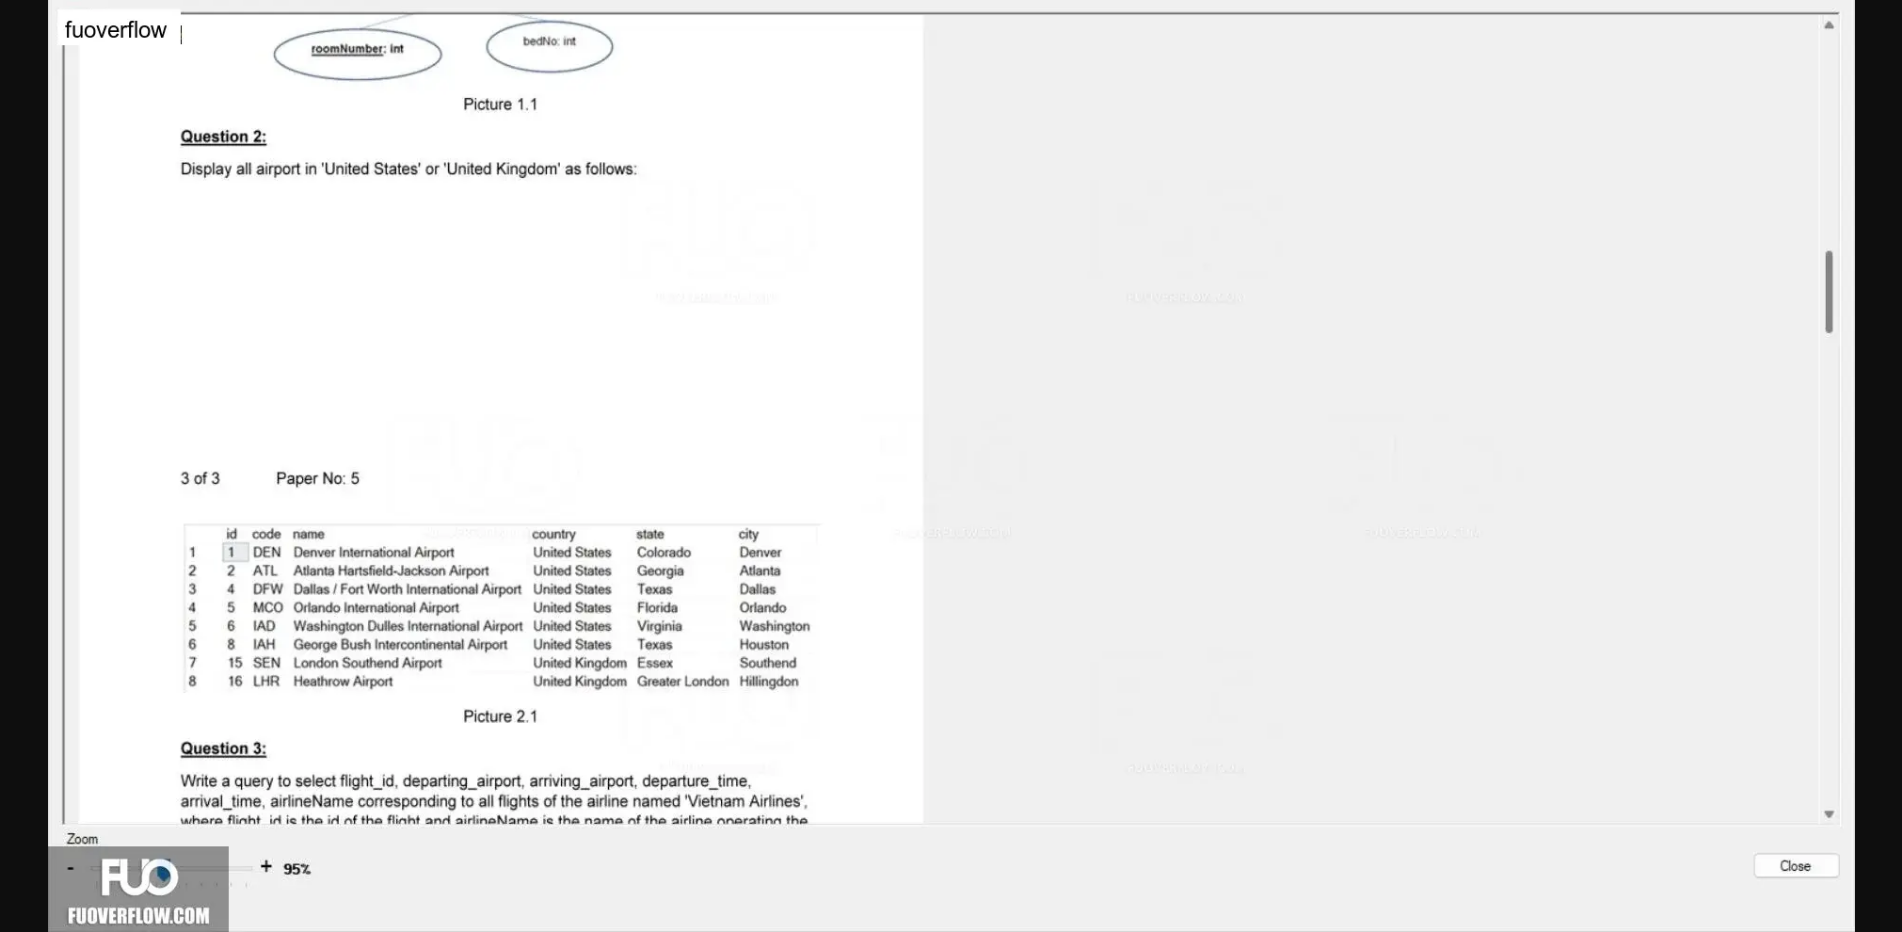 fuoverflow
roomNumber: int
bedNo: int
Picture 1.1
Question 2:
Display all airport in 'United States' or 'United Kingdom' as follows:
3 of 3 Paper No: 5
id code name country state city
1 1 DEN Denver International Airport United States Colorado Denver
2 2 ATL Atlanta Hartsfield-Jackson Airport United States Georgia Atlanta
3 4 DFW Dallas / Fort Worth International Airport United States Texas Dallas
4 5 MCO Orlando International Airport United States Florida Orlando
5 6 IAD Washington Dulles International Airport United States Virginia Washington
6 8 IAH George Bush Intercontinental Airport United States Texas Houston
7 15 SEN London Southend Airport United Kingdom Essex Southend
8 16 LHR Heathrow Airport United Kingdom Greater London Hillingdon
Picture 2.1
Question 3:
Write a query to select flight_id, departing_airport, arriving_airport, departure_time,
arrival_time, airlineName corresponding to all flights of the airline named 'Vietnam Airlines',
where flight_id is the id of the flight and airlineName is the name of the airline operating the
Zoom
- + 95%
Close
FUO
FUOVERFLOW.COM